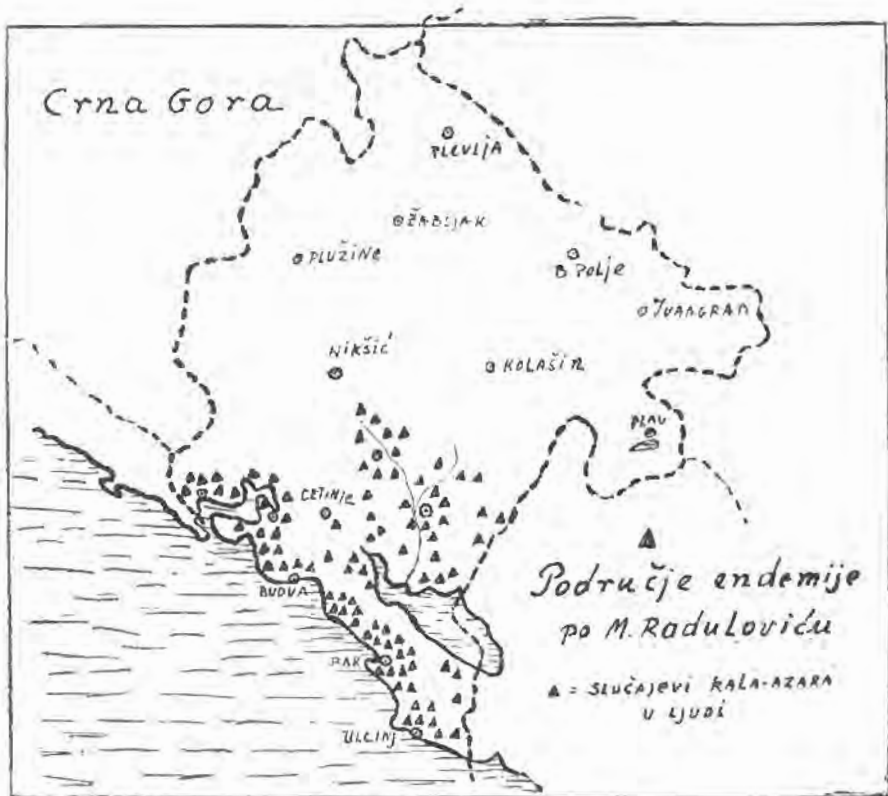 Crna Gora
PLEVLJA
ŽABLJAK
PLUŽINE
B POLJE
IVANGRAD
NIKŠIĆ
KOLAŠIN
PLAV
CETINJE
Područje endemije
BUDVA
po M. Raduloviću
BAR
▲ = SLUČAJEVI KALA-AZARA
U LJUDI
ULCINJ